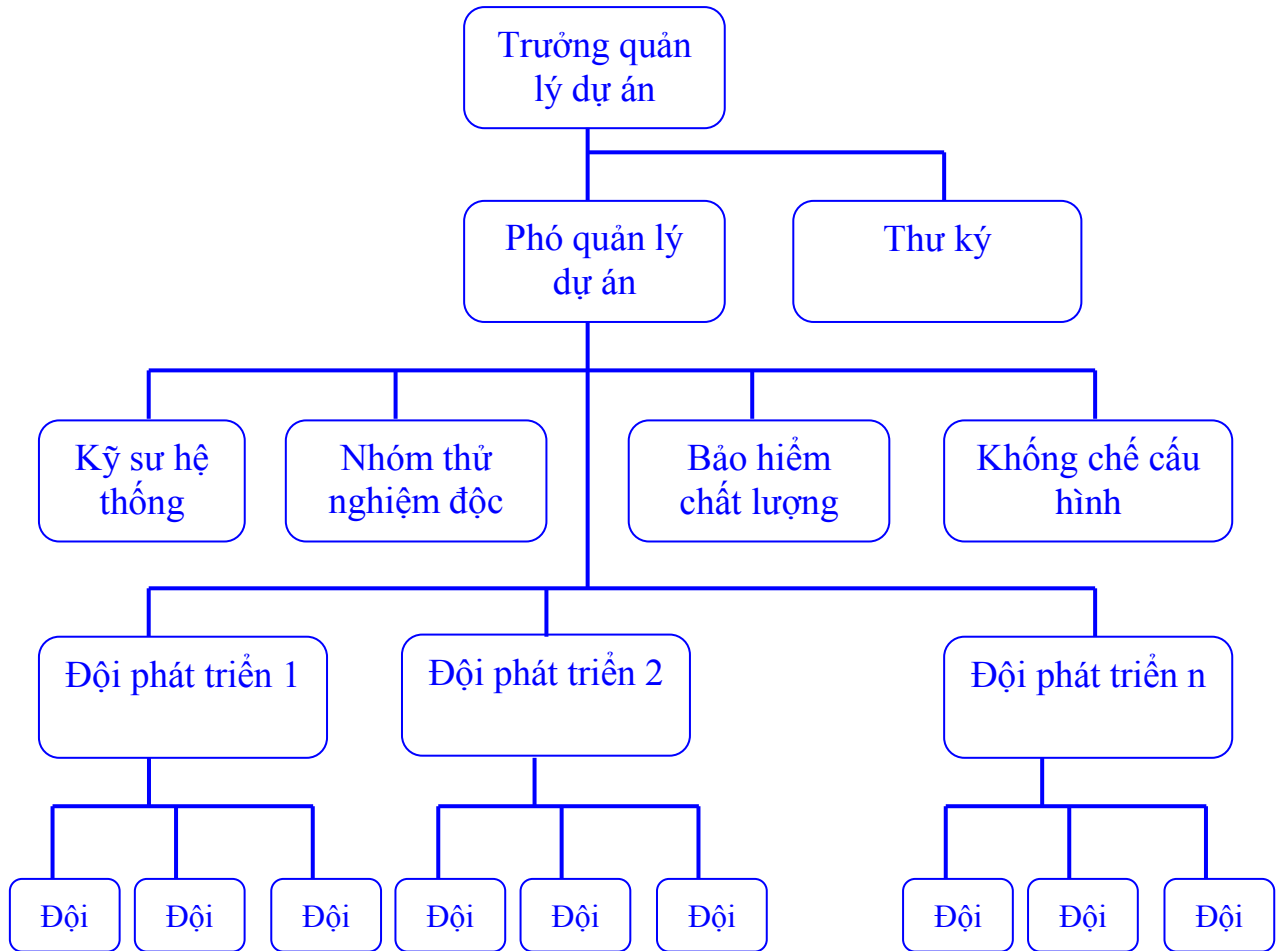 Trưởng quản
lý dự án
Phó quản lý
dự án
Thư ký
Kỹ sư hệ
thống
Nhóm thử
nghiệm độc
Bảo hiểm
chất lượng
Khống chế cấu
hình
Đội phát triển 1
Đội phát triển 2
Đội phát triển n
Đội
Đội
Đội
Đội
Đội
Đội
Đội
Đội
Đội